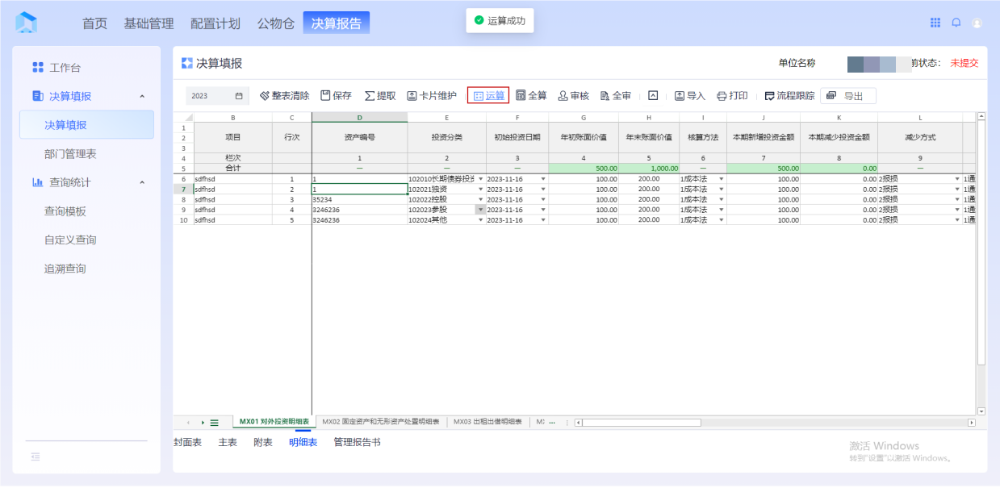 首页 基础管理 配置计划 公物仓 决算报告
运算成功
工作台
决算填报
决算填报
部门管理表
查询统计
查询模板
自定义查询
追溯查询
决算填报
单位名称
前状态： 未提交
2023 整表清除 保存 提取 卡片维护 运算 全算 审核 全审 导入 打印 流程跟踪 导出
B C D E F G H I J K L
1
2
3
项目 行次 资产编号 投资分类 初始投资日期 年初账面价值 年末账面价值 核算方法 本期新增投资金额 本期减少投资金额 减少方式
4 栏次 1 2 3 4 5 6 7 8 9
5 合计 — — — 500.00 1,000.00 — 500.00 0.00 —
6 sdfhsd 1 1 102010长期债券投资 2023-11-16 100.00 200.00 1成本法 100.00 0.00 2报损 1通
7 sdfhsd 2 1 102021独资 2023-11-16 100.00 200.00 1成本法 100.00 0.00 2报损 1通
8 sdfhsd 3 35234 102022控股 2023-11-16 100.00 200.00 1成本法 100.00 0.00 2报损 1通
9 sdfhsd 4 3246236 102023参股 2023-11-16 100.00 200.00 1成本法 100.00 0.00 2报损 1通
10 sdfhsd 5 3246236 102024其他 2023-11-16 100.00 200.00 1成本法 100.00 0.00 2报损 1通
MX01 对外投资明细表 MX02 固定资产和无形资产处置明细表 MX03 出租出借明细表 ...
封面表 主表 附表 明细表 管理报告书
激活 Windows
转到"设置"以激活 Windows。